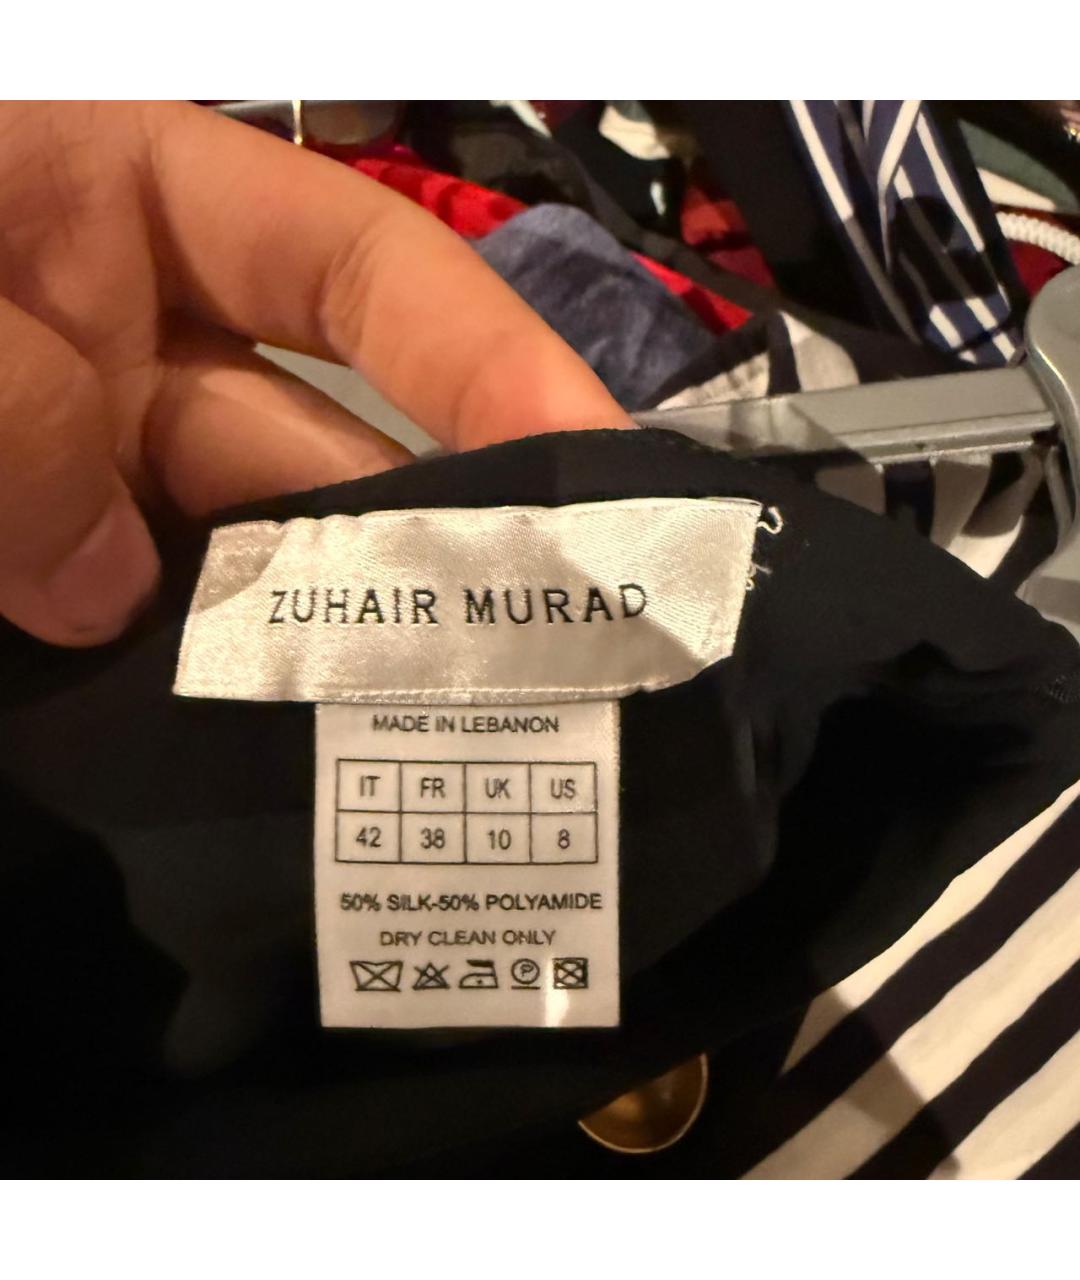 ZUHAIR MURAD
MADE IN LEBANON
IT FR UK US
42 38 10 8
50% SILK-50% POLYAMIDE
DRY CLEAN ONLY
P